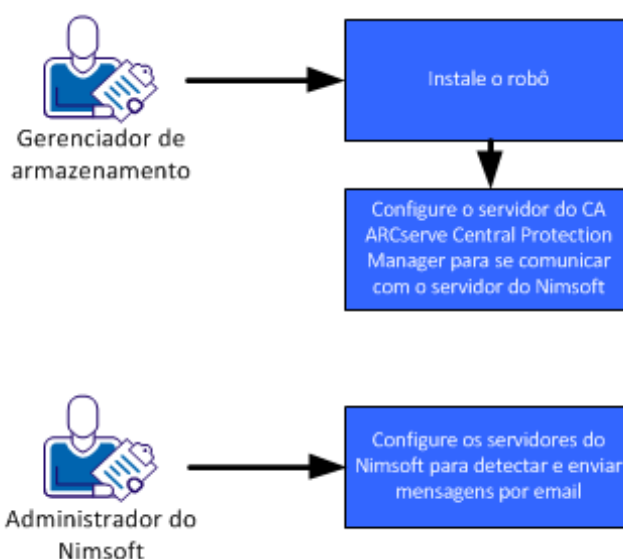 Gerenciador de
armazenamento
Instale o robô
Configure o servidor do CA
ARCserve Central Protection
Manager para se comunicar
com o servidor do Nimsoft
Administrador do
Nimsoft
Configure os servidores do
Nimsoft para detectar e enviar
mensagens por email